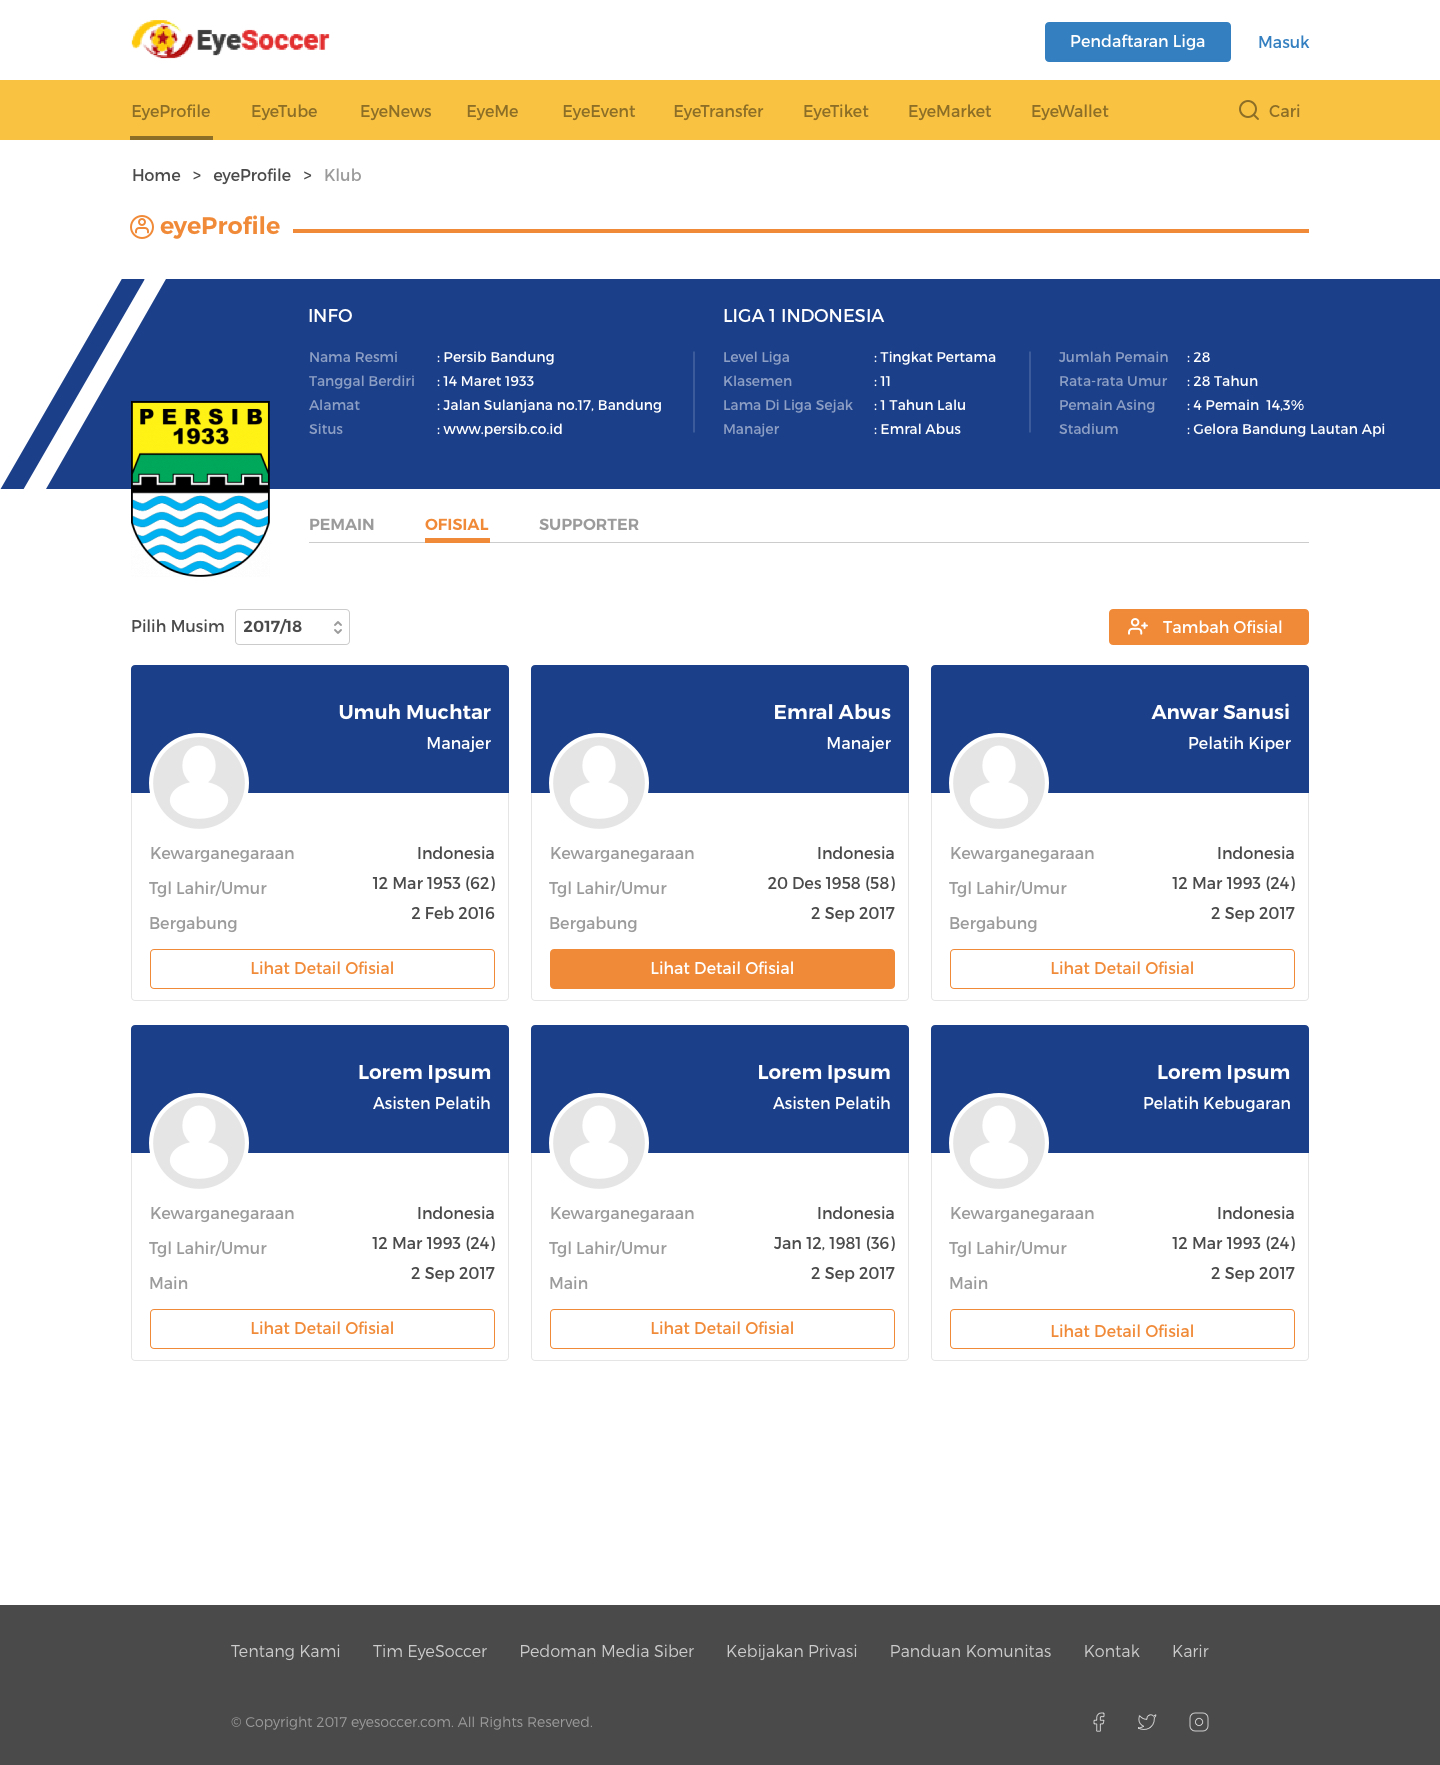 EyeSoccer
Pendaftaran Liga
Masuk
EyeProfile EyeTube EyeNews EyeMe EyeEvent EyeTransfer EyeTiket EyeMarket EyeWallet Cari
Home > eyeProfile > Klub
eyeProfile
INFO
Nama Resmi : Persib Bandung
Tanggal Berdiri : 14 Maret 1933
Alamat : Jalan Sulanjana no.17, Bandung
Situs : www.persib.co.id
LIGA 1 INDONESIA
Level Liga : Tingkat Pertama
Klasemen : 11
Lama Di Liga Sejak : 1 Tahun Lalu
Manajer : Emral Abus
Jumlah Pemain : 28
Rata-rata Umur : 28 Tahun
Pemain Asing : 4 Pemain 14,3%
Stadium : Gelora Bandung Lautan Api
PERSIB
1933
PEMAIN OFISIAL SUPPORTER
Pilih Musim 2017/18
Tambah Ofisial
Umuh Muchtar
Manajer
Kewarganegaraan Indonesia
Tgl Lahir/Umur 12 Mar 1953 (62)
Bergabung 2 Feb 2016
Lihat Detail Ofisial
Emral Abus
Manajer
Kewarganegaraan Indonesia
Tgl Lahir/Umur 20 Des 1958 (58)
Bergabung 2 Sep 2017
Lihat Detail Ofisial
Anwar Sanusi
Pelatih Kiper
Kewarganegaraan Indonesia
Tgl Lahir/Umur 12 Mar 1993 (24)
Bergabung 2 Sep 2017
Lihat Detail Ofisial
Lorem Ipsum
Asisten Pelatih
Kewarganegaraan Indonesia
Tgl Lahir/Umur 12 Mar 1993 (24)
Main 2 Sep 2017
Lihat Detail Ofisial
Lorem Ipsum
Asisten Pelatih
Kewarganegaraan Indonesia
Tgl Lahir/Umur Jan 12, 1981 (36)
Main 2 Sep 2017
Lihat Detail Ofisial
Lorem Ipsum
Pelatih Kebugaran
Kewarganegaraan Indonesia
Tgl Lahir/Umur 12 Mar 1993 (24)
Main 2 Sep 2017
Lihat Detail Ofisial
Tentang Kami Tim EyeSoccer Pedoman Media Siber Kebijakan Privasi Panduan Komunitas Kontak Karir
© Copyright 2017 eyesoccer.com. All Rights Reserved.